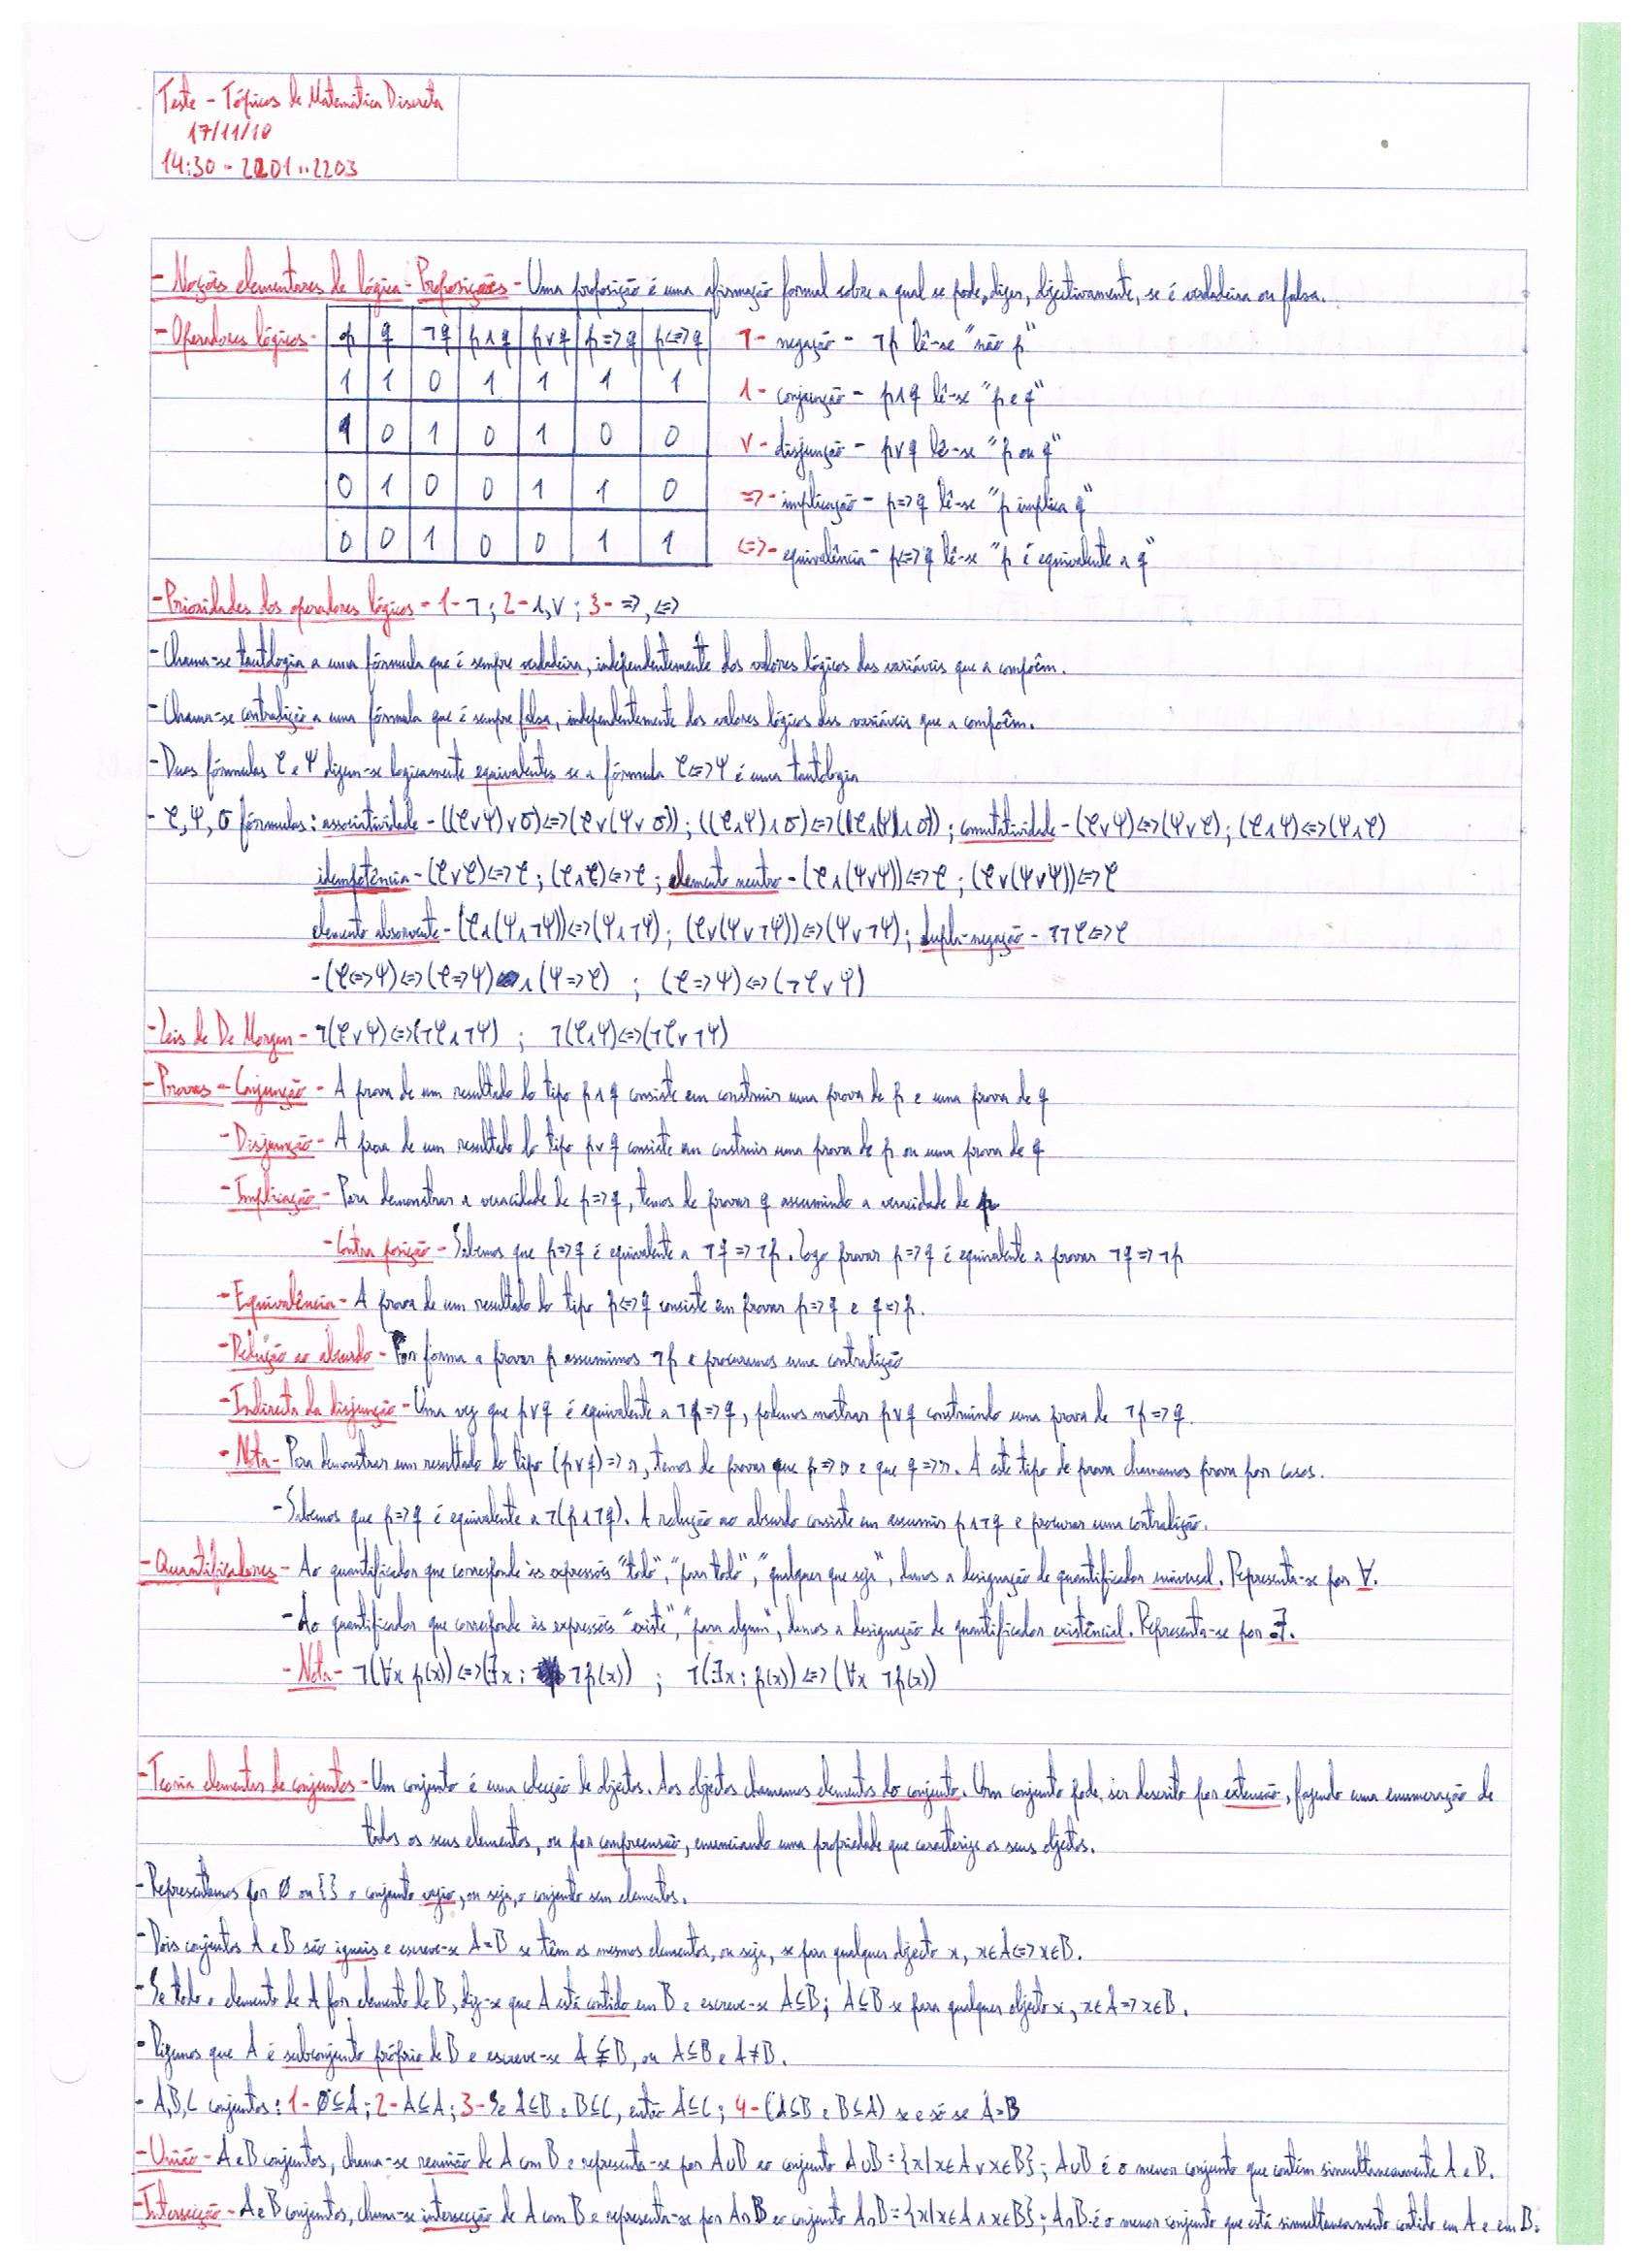 Teste - Tópicos de Matemática Discreta
17/11/10
14:30 - 2201..2203
- Noções elementares de lógica - Proposições - Uma proposição é uma afirmação formal sobre a qual se pode, dizer, objectivamente, se é verdadeira ou falsa.
- Operadores lógicos - p q ¬q p∧q p∨q p=>q p<=>q ¬ - negação - ¬p lê-se "não p"
1 1 0 1 1 1 1 ∧ - conjunção - p∧q lê-se "p e q"
1 0 1 0 1 0 0 ∨ - disjunção - p∨q lê-se "p ou q"
0 1 0 0 1 1 0 => - implicação - p=>q lê-se "p implica q"
0 0 1 0 0 1 1 <=> - equivalência - p<=>q lê-se "p é equivalente a q"
- Prioridades dos operadores lógicos - 1- ¬; 2- ∧,∨; 3- =>, <=>
- Chama-se tautologia a uma fórmula que é sempre verdadeira, independentemente dos valores lógicos das variáveis que a compõem.
- Chama-se contradição a uma fórmula que é sempre falsa, independentemente dos valores lógicos das variáveis que a compõem.
- Duas fórmulas φ e ψ dizem-se logicamente equivalentes se a fórmula φ<=>ψ é uma tautologia
- φ, ψ, σ fórmulas: associatividade - ((φ∨ψ)∨σ)<=>(φ∨(ψ∨σ)); ((φ∧ψ)∧σ)<=>(φ∧(ψ∧σ)); comutatividade - (φ∨ψ)<=>(ψ∨φ); (φ∧ψ)<=>(ψ∧φ)
idempotência - (φ∨φ)<=>φ; (φ∧φ)<=>φ; elemento neutro - (φ∧(ψ∨ψ))<=>φ; (φ∨(ψ∨ψ))<=>φ
elemento absorvente - (φ∧(ψ∧¬ψ))<=>(ψ∧¬ψ); (φ∨(ψ∨¬ψ))<=>(ψ∨¬ψ); dupla-negação - ¬¬φ<=>φ
- (φ<=>ψ)<=>(φ=>ψ)∧(ψ=>φ) ; (φ=>ψ)<=>(¬φ∨ψ)
- Leis de De Morgan - ¬(φ∨ψ)<=>(¬φ∧¬ψ) ; ¬(φ∧ψ)<=>(¬φ∨¬ψ)
- Provas - Conjunção - A prova de um resultado do tipo p∧q consiste em construir uma prova de p e uma prova de q
- Disjunção - A prova de um resultado do tipo p∨q consiste em construir uma prova de p ou uma prova de q
- Implicação - Para demonstrar a veracidade de p=>q, temos de provar q assumindo a veracidade de p
- Contra posição - Sabemos que p=>q é equivalente a ¬q=>¬p. Logo provar p=>q é equivalente a provar ¬q=>¬p
- Equivalência - A prova de um resultado do tipo p<=>q consiste em provar p=>q e q=>p.
- Redução ao absurdo - Por forma a provar p assumimos ¬p e procuramos uma contradição
- Indirecta da disjunção - Uma vez que p∨q é equivalente a ¬p=>q, podemos mostrar p∨q construindo uma prova de ¬p=>q.
- Nota - Para demonstrar um resultado do tipo (p∨q)=>r, temos de provar que p=>r e que q=>r. A este tipo de prova chamamos prova por casos.
- Sabemos que p=>q é equivalente a ¬(p∧¬q). A redução ao absurdo consiste em assumir p∧¬q e procurar uma contradição.
- Quantificadores - Ao quantificador que corresponde às expressões "todo", "para todo", "qualquer que seja", damos a designação de quantificador universal. Representa-se por ∀.
- Ao quantificador que corresponde às expressões "existe", "para algum", damos a designação de quantificador existêncial. Representa-se por ∃.
- Nota - ¬(∀x p(x))<=>(∃x: ¬p(x)) ; ¬(∃x: p(x))<=>(∀x ¬p(x))
- Teoria elementar de conjuntos - Um conjunto é uma colecção de objectos. Aos objectos chamamos elementos do conjunto. Um conjunto pode, ser descrito por extensão, fazendo uma enumeração de
todos os seus elementos, ou por compreensão, enunciando uma propriedade que caracterize os seus objectos.
- Representamos por Ø ou {} o conjunto vazio, ou seja, o conjunto sem elementos.
- Dois conjuntos A e B são iguais e escreve-se A=B se têm os mesmos elementos, ou seja, se para qualquer objecto x, x∈A<=>x∈B.
- Se todo o elemento de A for elemento de B, diz-se que A está contido em B e escreve-se A⊆B; A⊆B se para qualquer objecto x, x∈A=>x∈B.
- Dizemos que A é subconjunto próprio de B e escreve-se A⊊B, ou A⊆B e A≠B.
- A,B,C conjuntos: 1- Ø⊆A; 2- A⊆A; 3- Se A⊆B e B⊆C, então A⊆C; 4- (A⊆B e B⊆A) se e só se A=B
- União - A e B conjuntos, chama-se reunião de A com B e representa-se por A∪B ao conjunto A∪B={x|x∈A∨x∈B}; A∪B é o menor conjunto que contém simultaneamente A e B.
- Intersecção - A e B conjuntos, chama-se intersecção de A com B e representa-se por A∩B ao conjunto A∩B={x|x∈A∧x∈B}; A∩B é o menor conjunto que está simultaneamente contido em A e em B.